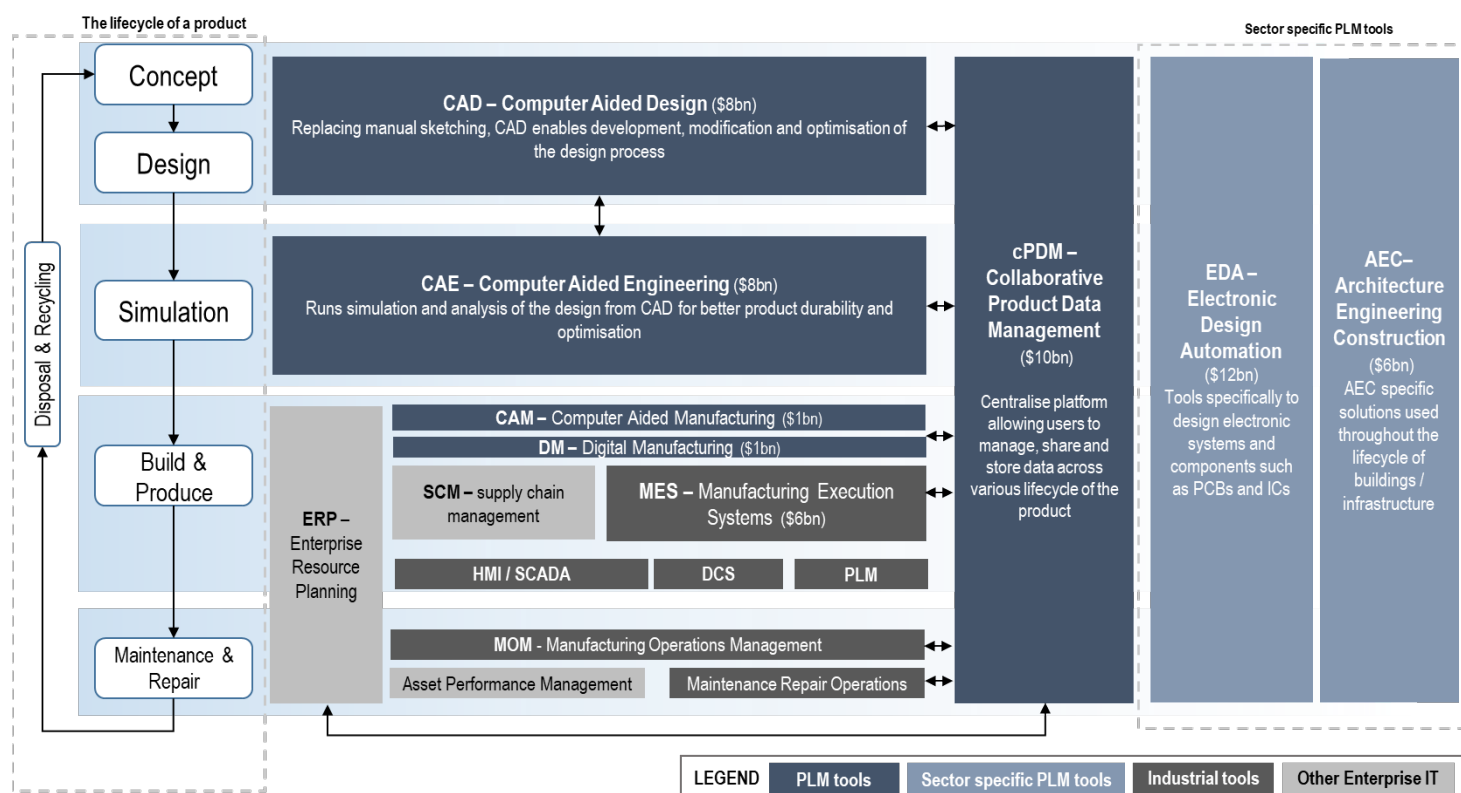 The lifecycle of a product
Sector specific PLM tools
Concept
Design
Simulation
Build &
Produce
Maintenance &
Repair
Disposal & Recycling
CAD – Computer Aided Design ($8bn)
Replacing manual sketching, CAD enables development, modification and optimisation of
the design process
CAE – Computer Aided Engineering ($8bn)
Runs simulation and analysis of the design from CAD for better product durability and
optimisation
ERP –
Enterprise
Resource
Planning
CAM – Computer Aided Manufacturing ($1bn)
DM – Digital Manufacturing ($1bn)
SCM – supply chain
management
MES – Manufacturing Execution
Systems ($6bn)
HMI / SCADA
DCS
PLM
MOM - Manufacturing Operations Management
Asset Performance Management
Maintenance Repair Operations
cPDM –
Collaborative
Product Data
Management
($10bn)
Centralise platform
allowing users to
manage, share and
store data across
various lifecycle of the
product
EDA –
Electronic
Design
Automation
($12bn)
Tools specifically to
design electronic
systems and
components such
as PCBs and ICs
AEC–
Architecture
Engineering
Construction
($6bn)
AEC specific
solutions used
throughout the
lifecycle of
buildings /
infrastructure
LEGEND
PLM tools
Sector specific PLM tools
Industrial tools
Other Enterprise IT